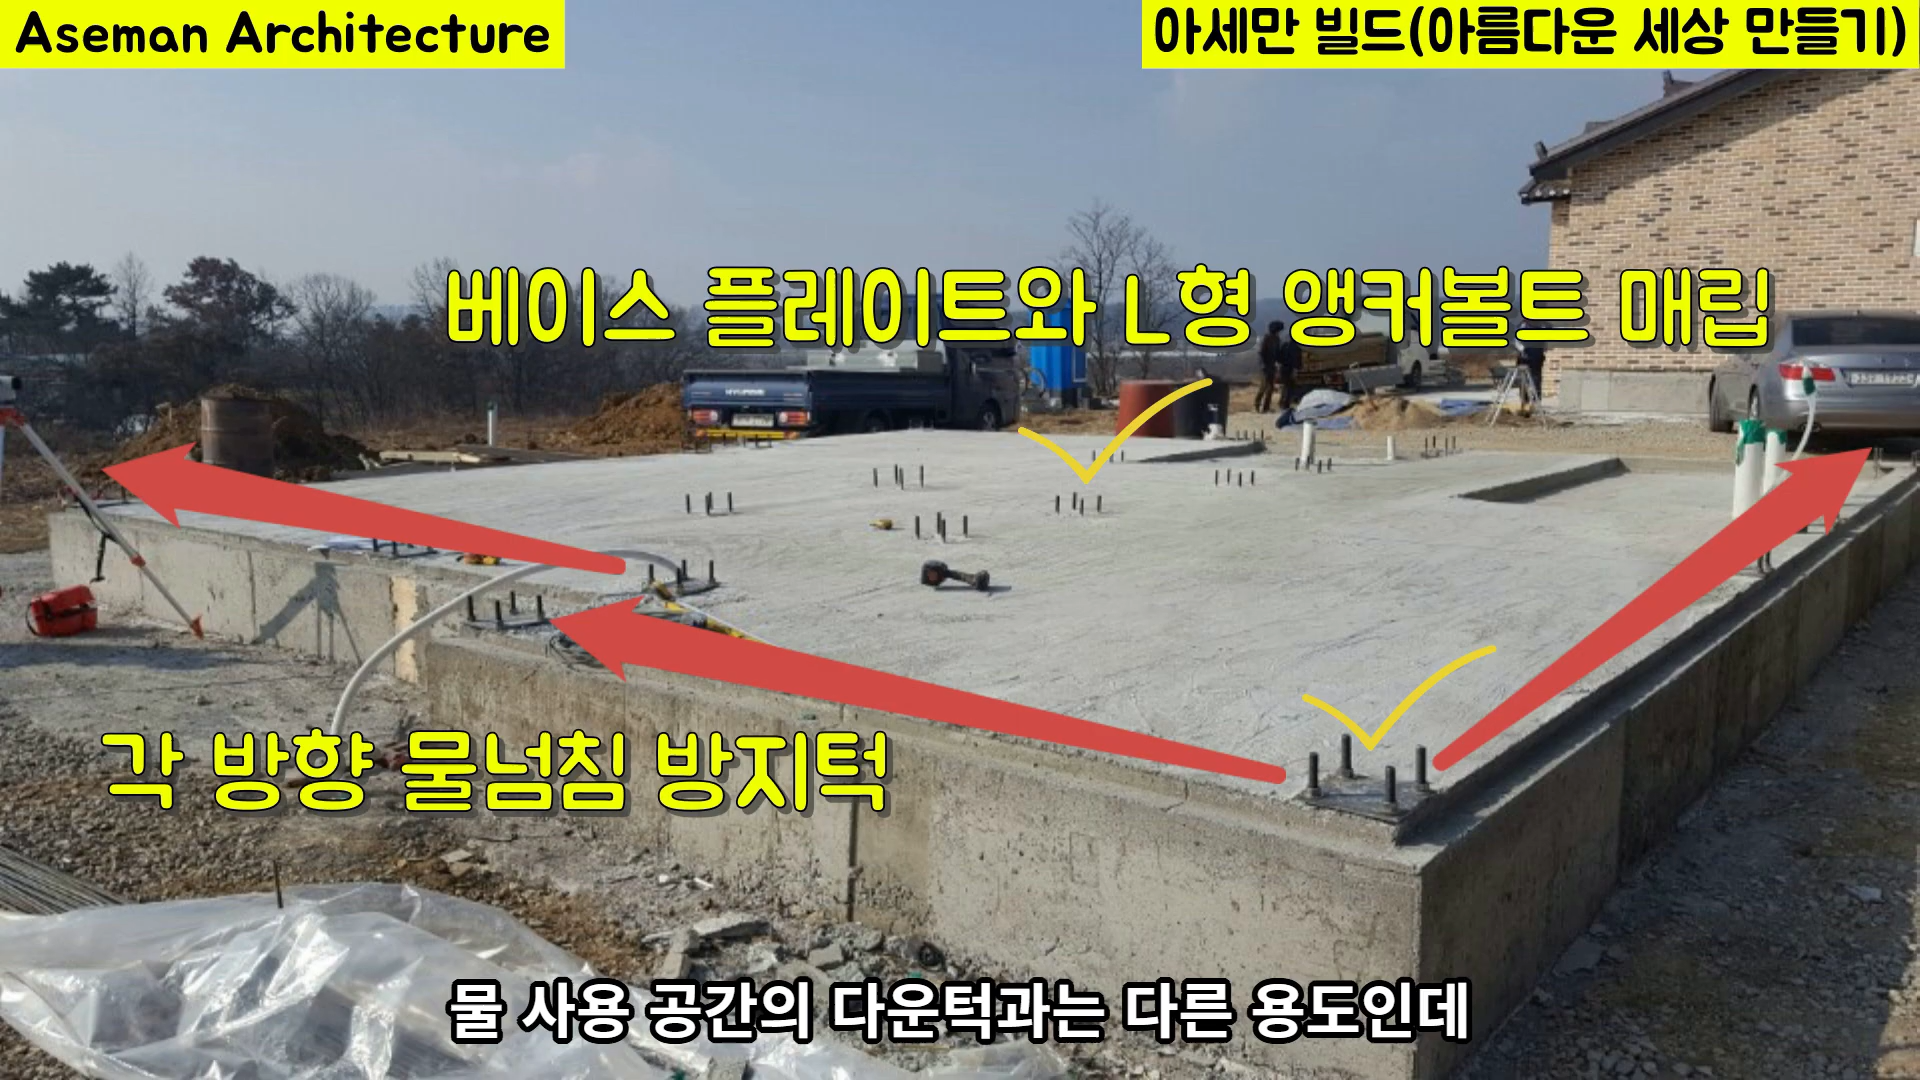 Aseman Architecture
아세만 빌드(아름다운 세상 만들기)
베이스 플레이트와 L형 앵커볼트 매립
HYUNDAI
각 방향 물넘침 방지턱
물 사용 공간의 다운턱과는 다른 용도인데